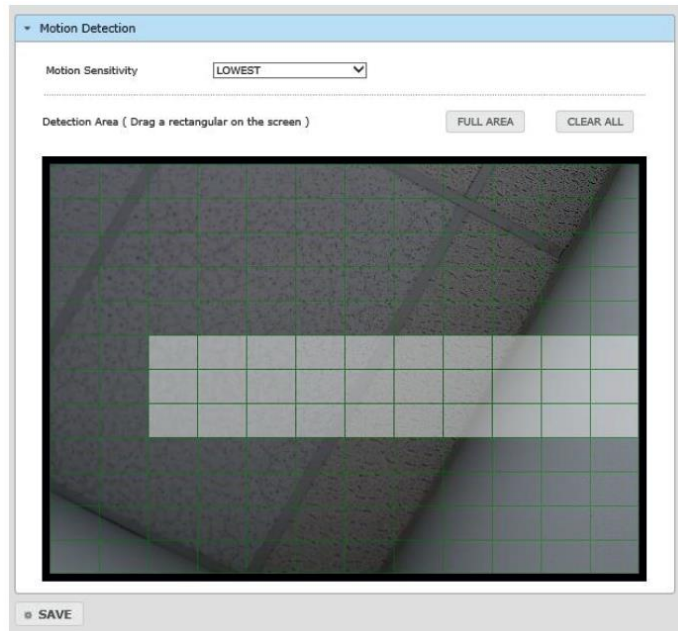 Motion Detection
Motion Sensitivity LOWEST
Detection Area ( Drag a rectangular on the screen ) FULL AREA CLEAR ALL
SAVE